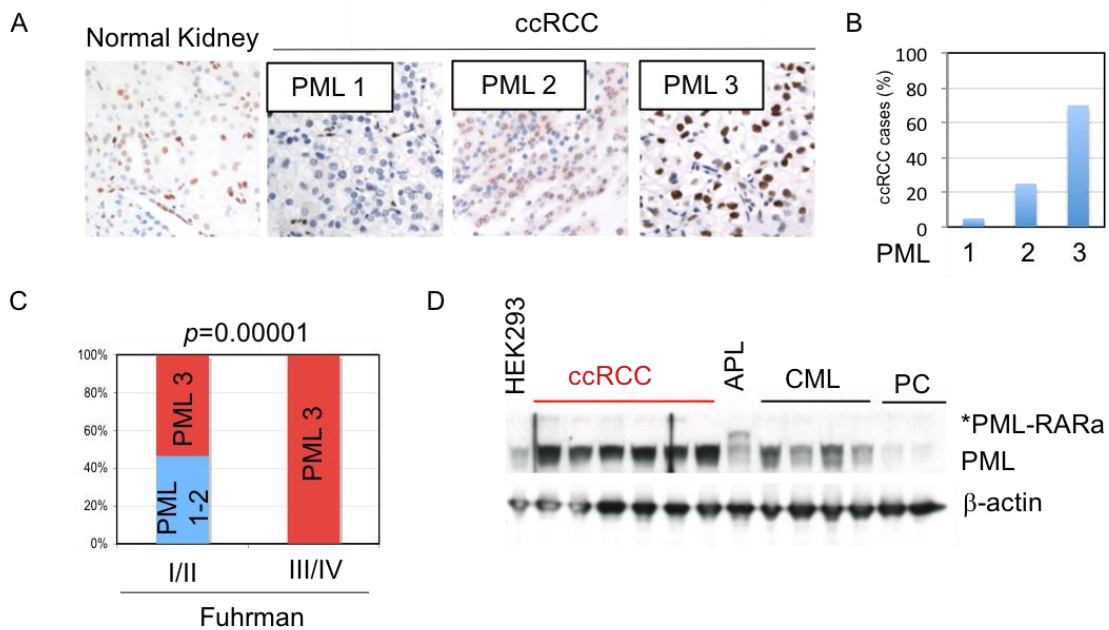 A
Normal Kidney
ccRCC
PML 1
PML 2
PML 3
B
ccRCC cases (%)
100
80
60
40
20
0
PML 1 2 3
C
p=0.00001
100%
80%
60%
40%
20%
0%
PML 3
PML 1-2
PML 3
I/II III/IV
Fuhrman
D
HEK293
ccRCC
APL
CML
PC
*PML-RARa
PML
β-actin